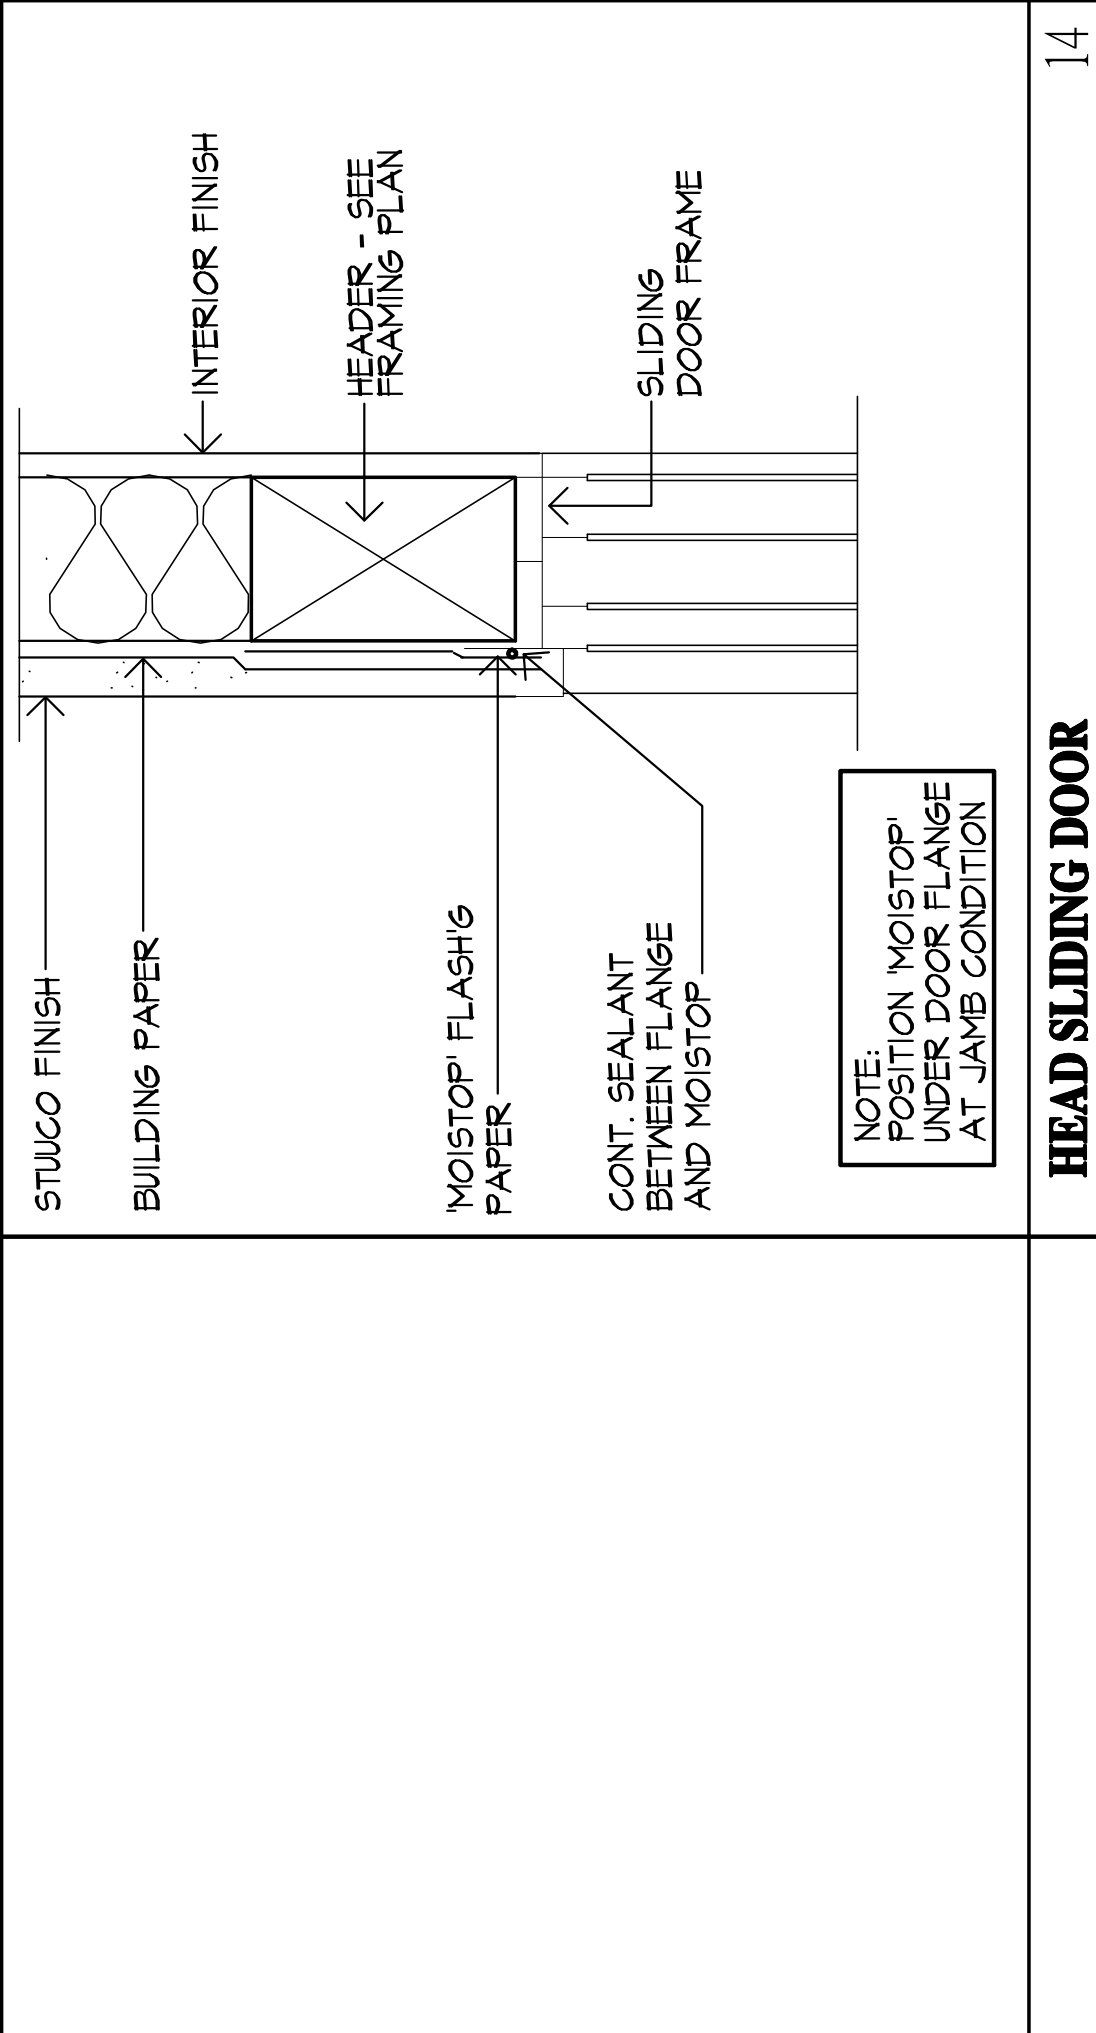 STUUCO FINISH
BUILDING PAPER
'MOISTOP' FLASH'G
PAPER
CONT. SEALANT
BETWEEN FLANGE
AND MOISTOP
INTERIOR FINISH
HEADER - SEE
FRAMING PLAN
SLIDING
DOOR FRAME
NOTE:
POSITION 'MOISTOP'
UNDER DOOR FLANGE
AT JAMB CONDITION
HEAD SLIDING DOOR
14